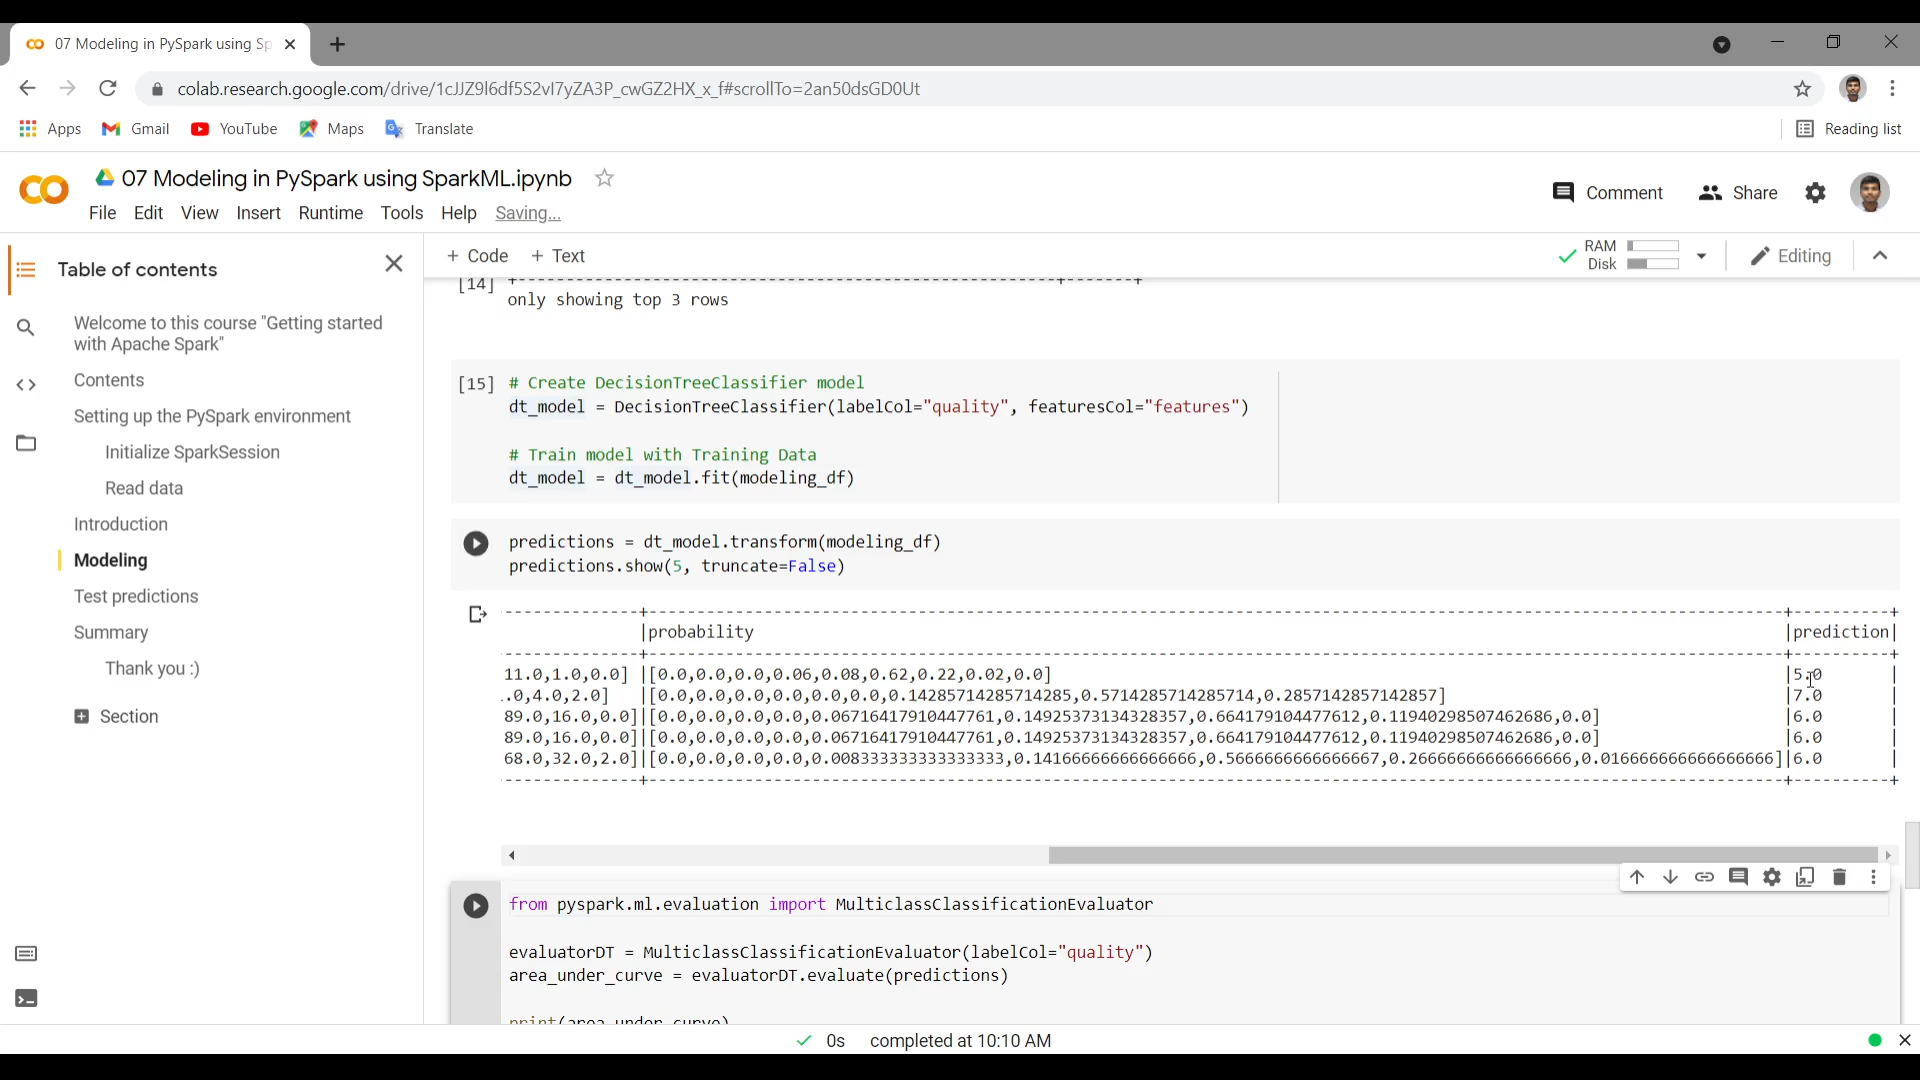 07 Modeling in PySpark using Sp
colab.research.google.com/drive/1cJJZ9l6df5S2vI7yZA3P_cwGZ2HX_x_f#scrollTo=2an50dsGD0Ut
Apps Gmail YouTube Maps Translate Reading list
07 Modeling in PySpark using SparkML.ipynb
Comment Share
File Edit View Insert Runtime Tools Help Saving...
Table of contents
+ Code + Text
RAM
Disk
Editing
Welcome to this course "Getting started
with Apache Spark"
Contents
Setting up the PySpark environment
Initialize SparkSession
Read data
Introduction
Modeling
Test predictions
Summary
Thank you :)
Section
[14]
only showing top 3 rows
[15] # Create DecisionTreeClassifier model
dt_model = DecisionTreeClassifier(labelCol="quality", featuresCol="features")
# Train model with Training Data
dt_model = dt_model.fit(modeling_df)
predictions = dt_model.transform(modeling_df)
predictions.show(5, truncate=False)
|probability |prediction|
11.0,1.0,0.0] |[0.0,0.0,0.0,0.06,0.08,0.62,0.22,0.02,0.0] |5.0 |
.0,4.0,2.0] |[0.0,0.0,0.0,0.0,0.0,0.0,0.14285714285714285,0.5714285714285714,0.2857142857142857] |7.0 |
89.0,16.0,0.0]|[0.0,0.0,0.0,0.0,0.06716417910447761,0.14925373134328357,0.664179104477612,0.11940298507462686,0.0] |6.0 |
89.0,16.0,0.0]|[0.0,0.0,0.0,0.0,0.06716417910447761,0.14925373134328357,0.664179104477612,0.11940298507462686,0.0] |6.0 |
68.0,32.0,2.0]|[0.0,0.0,0.0,0.0,0.008333333333333333,0.14166666666666666,0.5666666666666667,0.26666666666666666,0.016666666666666666]|6.0 |
from pyspark.ml.evaluation import MulticlassClassificationEvaluator
evaluatorDT = MulticlassClassificationEvaluator(labelCol="quality")
area_under_curve = evaluatorDT.evaluate(predictions)
print(area_under_curve)
0s completed at 10:10 AM